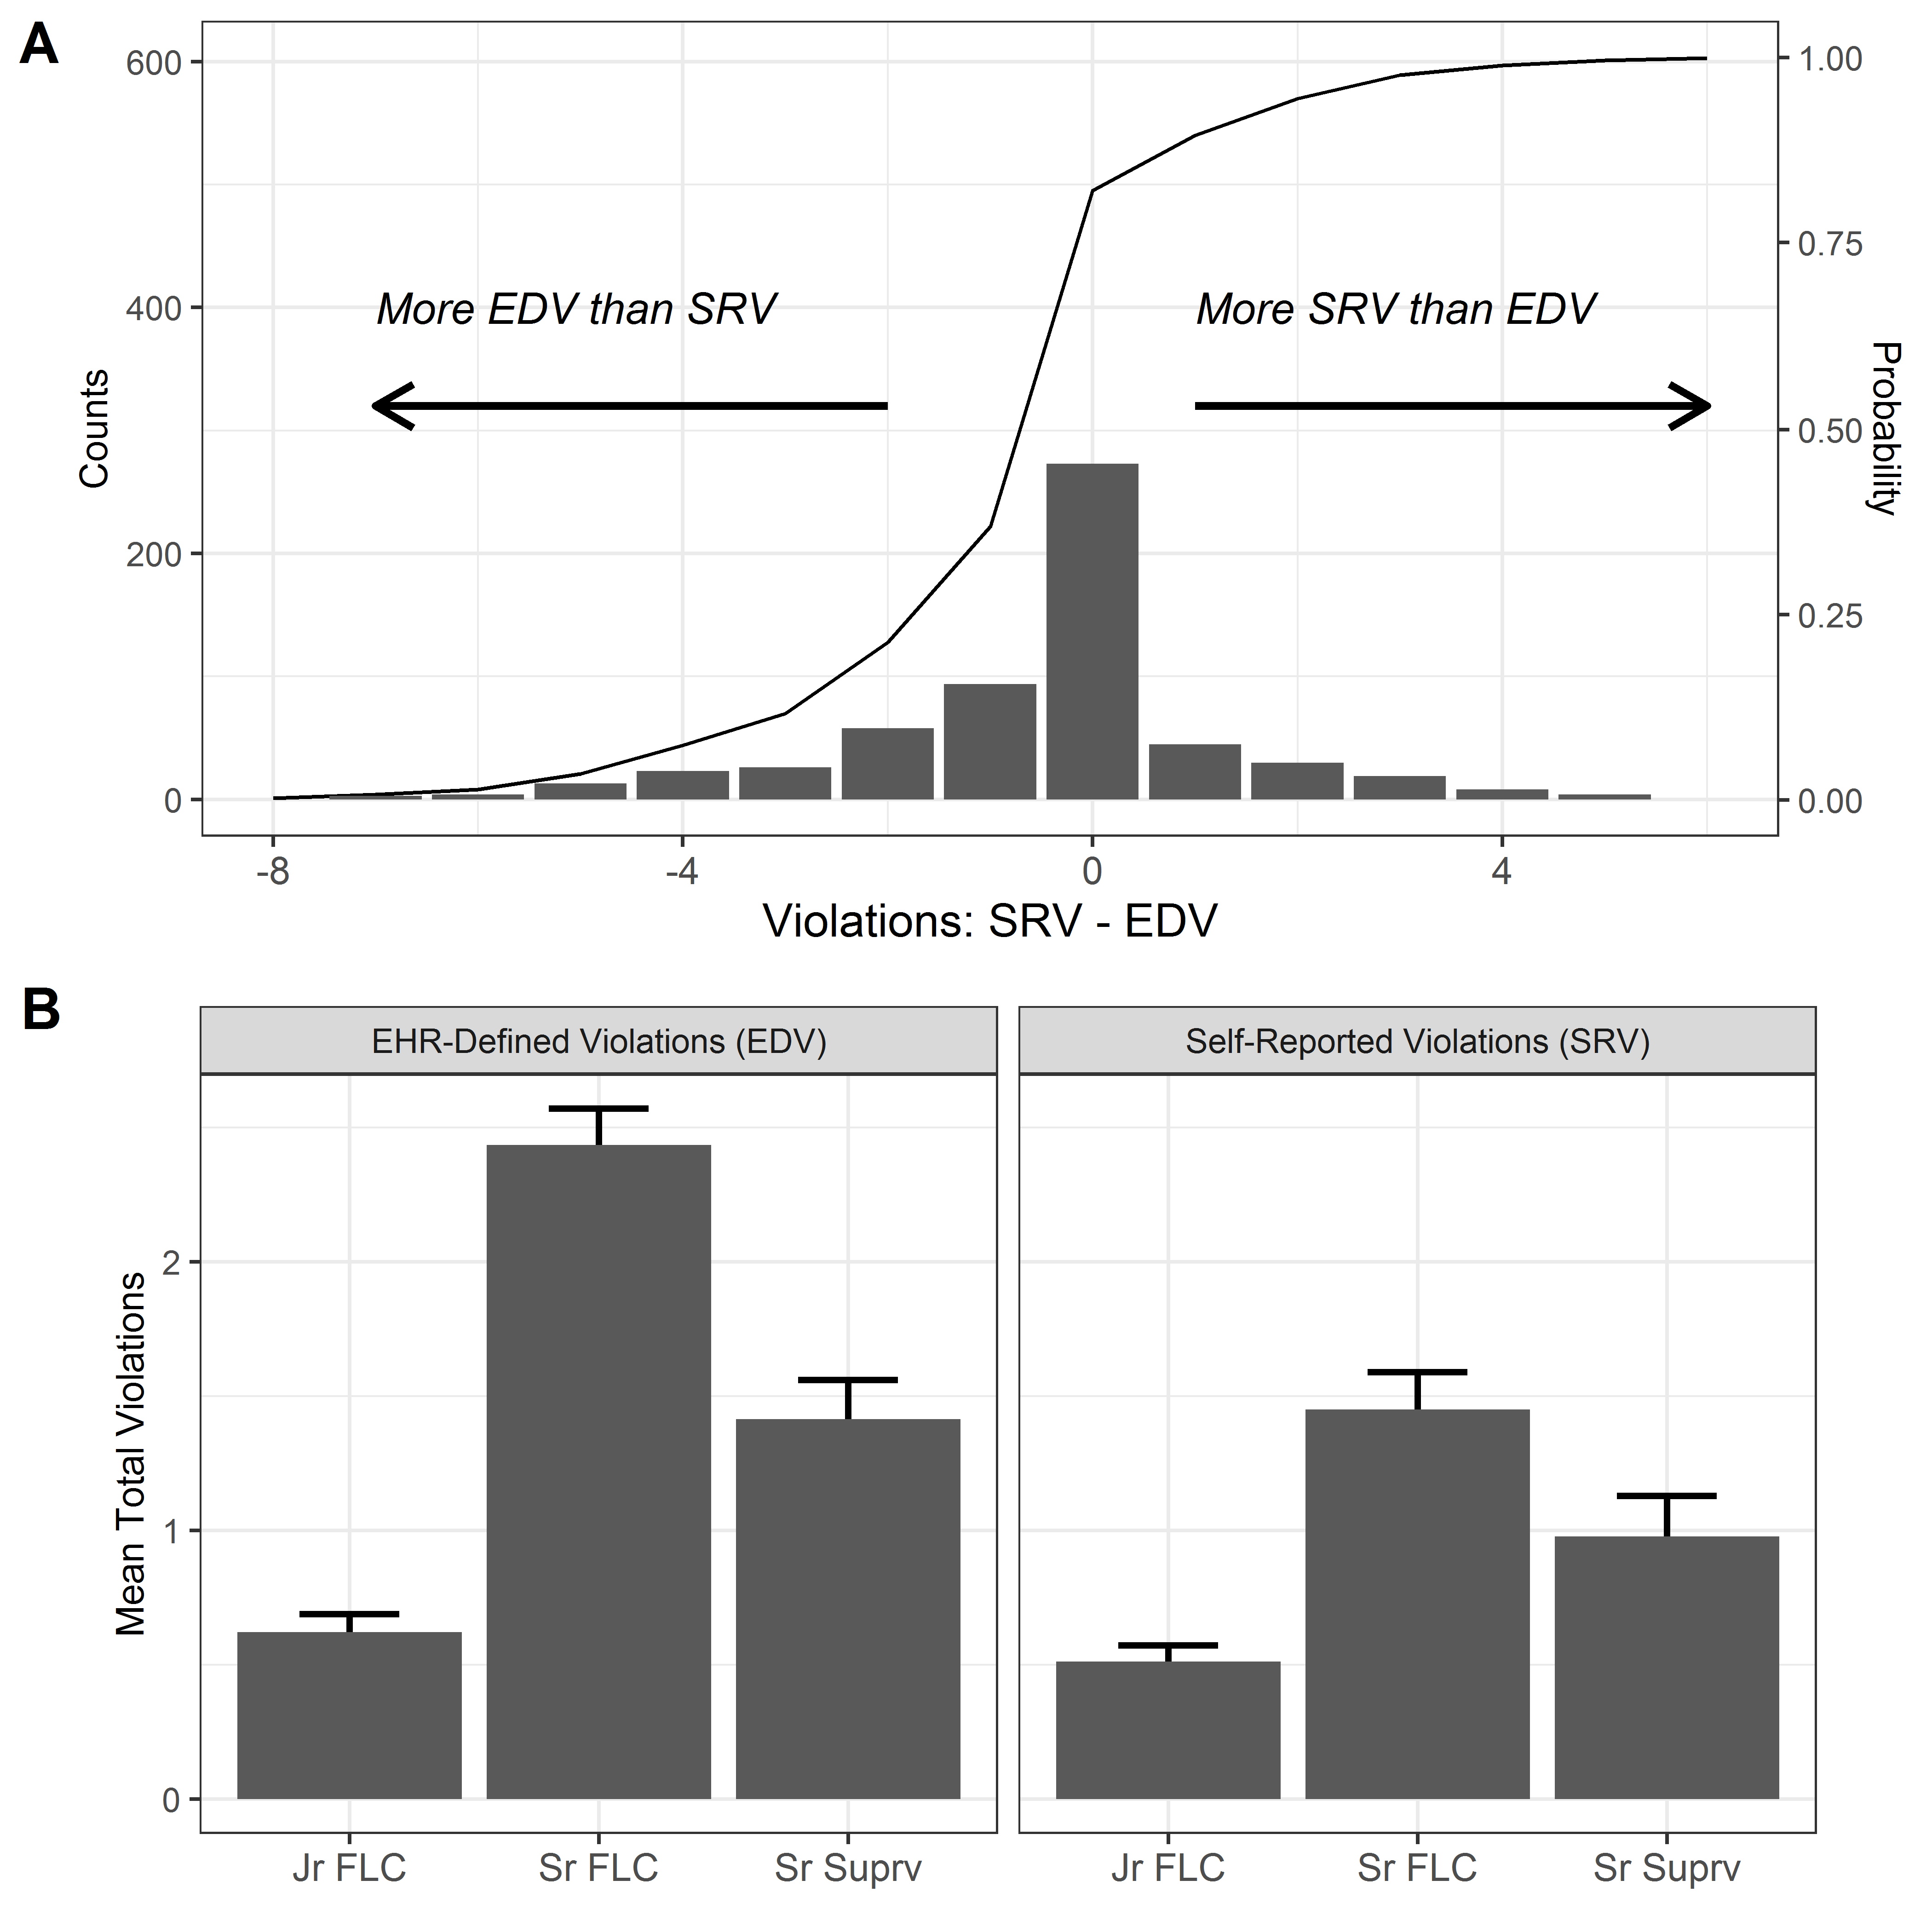 A
600
400
200
0
Counts
1.00
0.75
0.50
0.25
0.00
Probability
More EDV than SRV
More SRV than EDV
-8
-4
0
4
Violations: SRV - EDV
B
EHR-Defined Violations (EDV)
Self-Reported Violations (SRV)
Mean Total Violations
2
1
0
Jr FLC
Sr FLC
Sr Suprv
Jr FLC
Sr FLC
Sr Suprv